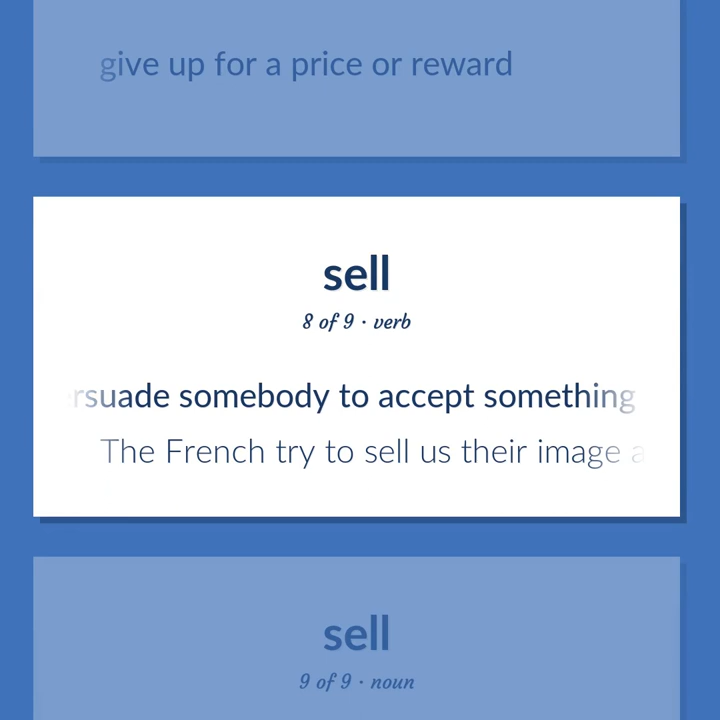 give up for a price or reward
sell
8 of 9 · verb
suade somebody to accept something
The French try to sell us their image
sell
9 of 9 · noun